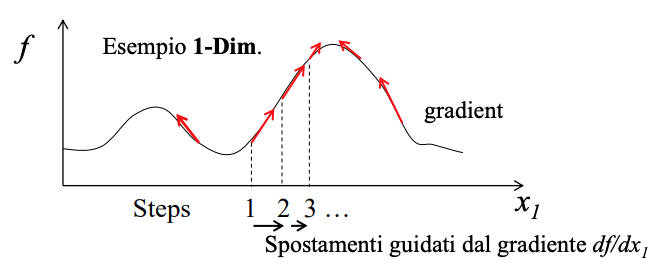 f
Esempio 1-Dim.
gradient
Steps 1 2 3 … x₁
Spostamenti guidati dal gradiente df/dx₁